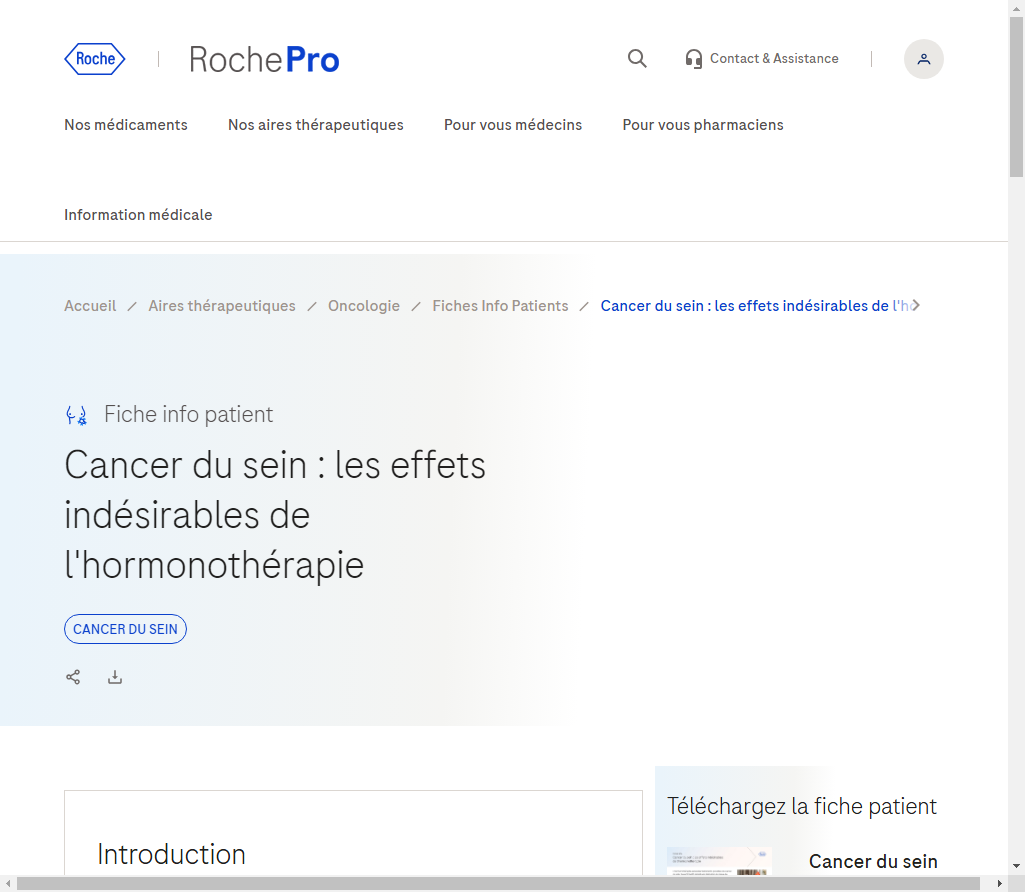 Roche
RochePro
Contact & Assistance
Nos médicaments
Nos aires thérapeutiques
Pour vous médecins
Pour vous pharmaciens
Information médicale
Accueil / Aires thérapeutiques / Oncologie / Fiches Info Patients / Cancer du sein : les effets indésirables de
Fiche info patient
Cancer du sein : les effets
indésirables de
l'hormonothérapie
CANCER DU SEIN
Introduction
Téléchargez la fiche patient
Cancer du sein